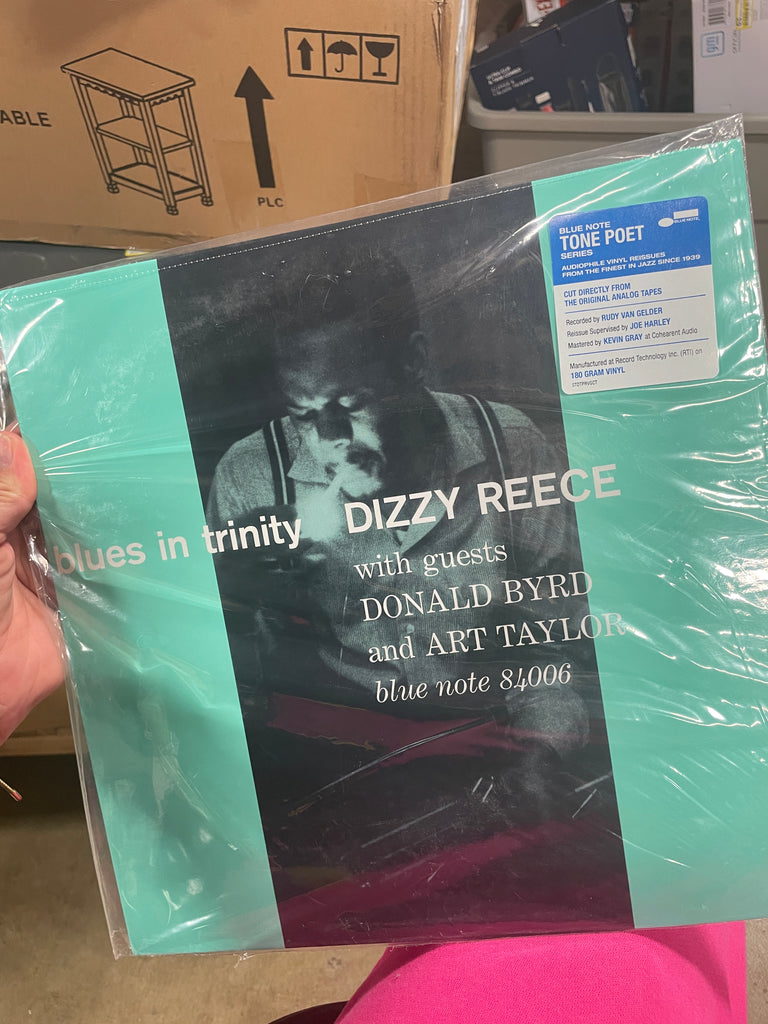 ABLE
PLC
BLUE NOTE
TONE POET
SERIES
BLUE NOTE
AUDIOPHILE VINYL REISSUES
FROM THE FINEST IN JAZZ SINCE 1939
CUT DIRECTLY FROM
THE ORIGINAL ANALOG TAPES
Recorded by RUDY VAN GELDER
Reissue Supervised by JOE HARLEY
Mastered by KEVIN GRAY at Cohearent Audio
Manufactured at Record Technology Inc. (RTI) on
180 GRAM VINYL
blues in trinity DIZZY REECE
with guests
DONALD BYRD
and ART TAYLOR
blue note 84006